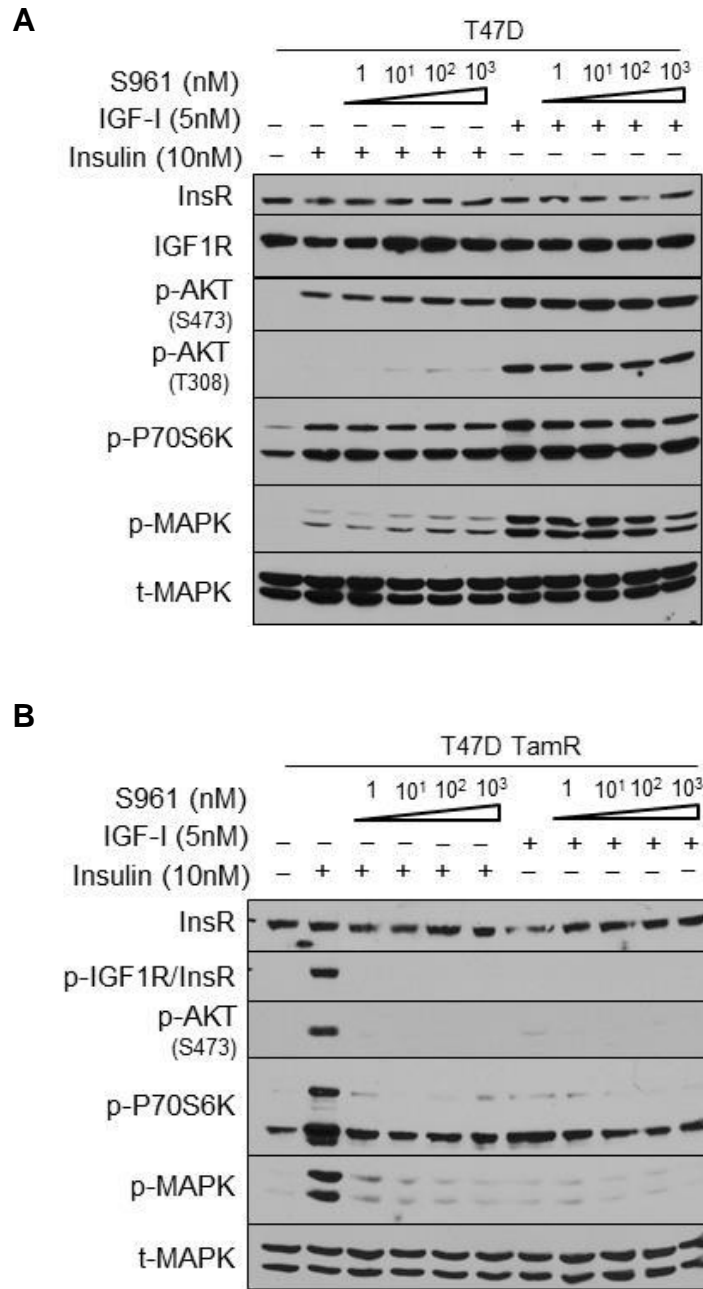 A
T47D
S961 (nM) 1 10¹ 10² 10³ 1 10¹ 10² 10³
IGF-I (5nM) – – – – – – + + + + +
Insulin (10nM) – + + + + + – – – – –
InsR
IGF1R
p-AKT
(S473)
p-AKT
(T308)
p-P70S6K
p-MAPK
t-MAPK
B
T47D TamR
S961 (nM) 1 10¹ 10² 10³ 1 10¹ 10² 10³
IGF-I (5nM) – – – – – – + + + + +
Insulin (10nM) – + + + + + – – – – –
InsR
p-IGF1R/InsR
p-AKT
(S473)
p-P70S6K
p-MAPK
t-MAPK